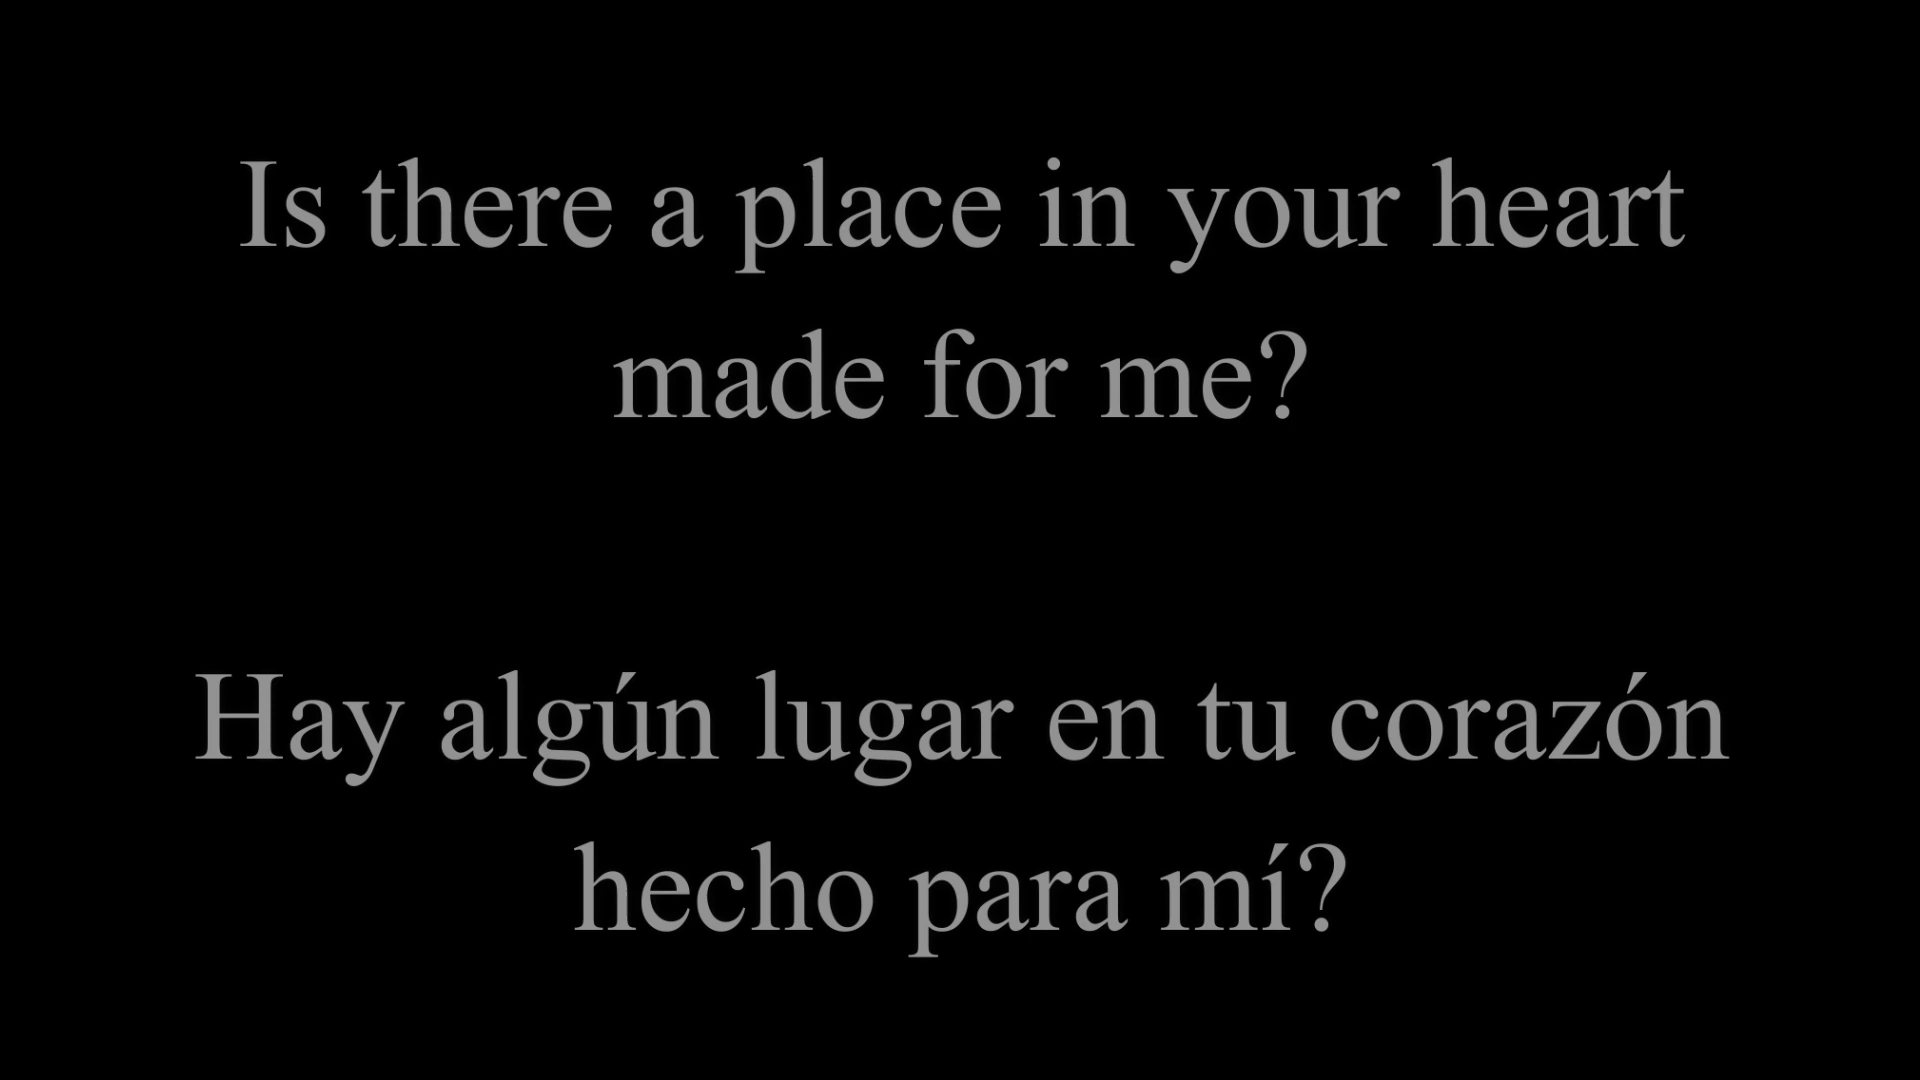 Is there a place in your heart
made for me?
Hay algún lugar en tu corazón
hecho para mí?